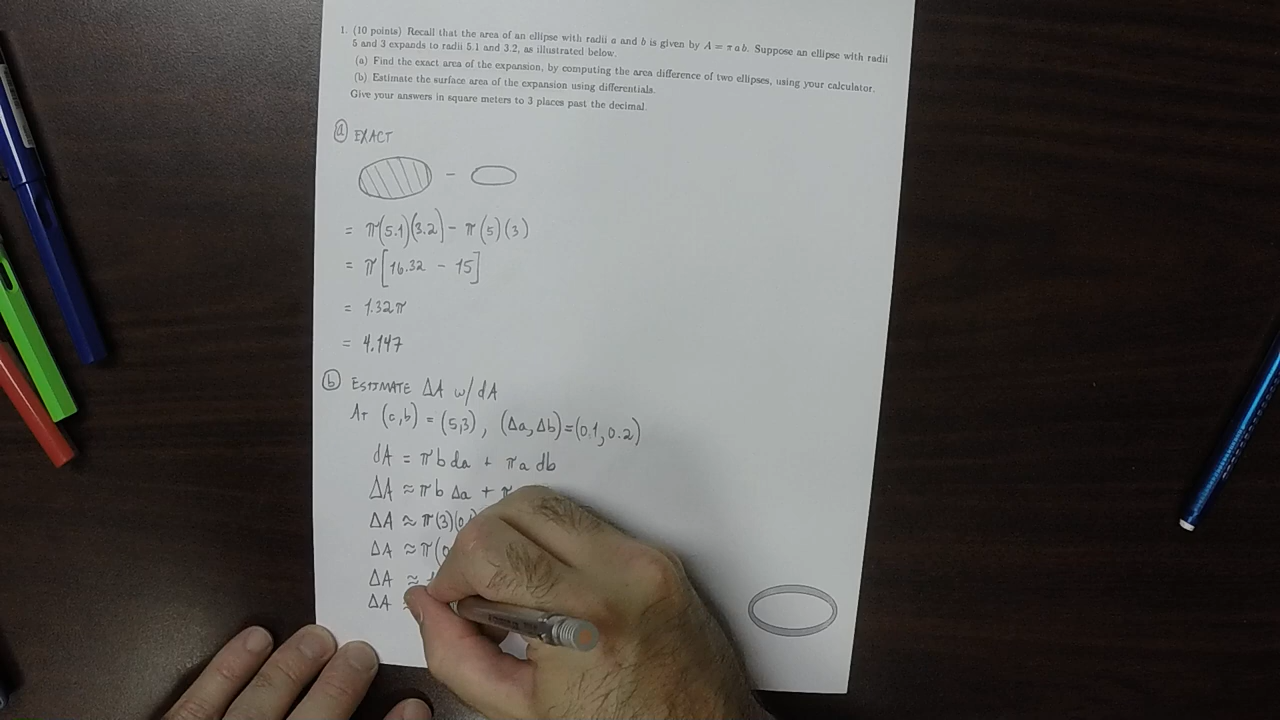 1. (10 points) Recall that the area of an ellipse with radii a and b is given by A = π a b. Suppose an ellipse with radii
5 and 3 expands to radii 5.1 and 3.2, as illustrated below.
(a) Find the exact area of the expansion, by computing the area difference of two ellipses, using your calculator.
(b) Estimate the surface area of the expansion using differentials.
Give your answers in square meters to 3 places past the decimal.
ⓐ EXACT
-
= π(5.1)(3.2) - π(5)(3)
= π[16.32 - 15]
= 1.32π
= 4.147
ⓑ ESTIMATE ΔA w/ dA
AT (a,b) = (5,3), (Δa, Δb) = (0.1, 0.2)
dA = π b da + π a db
ΔA ≈ π b Δa + π
ΔA ≈ π(3)(0.
ΔA ≈ π(0
ΔA ≈
ΔA ≈